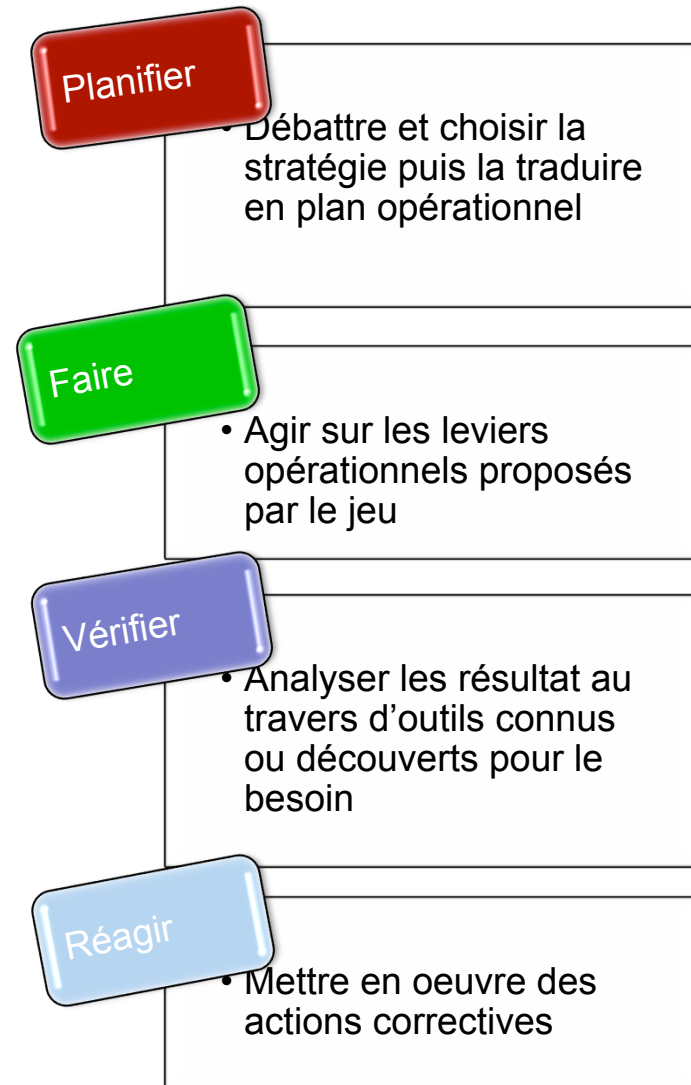 Planifier
• Débattre et choisir la
stratégie puis la traduire
en plan opérationnel
Faire
• Agir sur les leviers
opérationnels proposés
par le jeu
Vérifier
• Analyser les résultat au
travers d’outils connus
ou découverts pour le
besoin
Réagir
• Mettre en oeuvre des
actions correctives